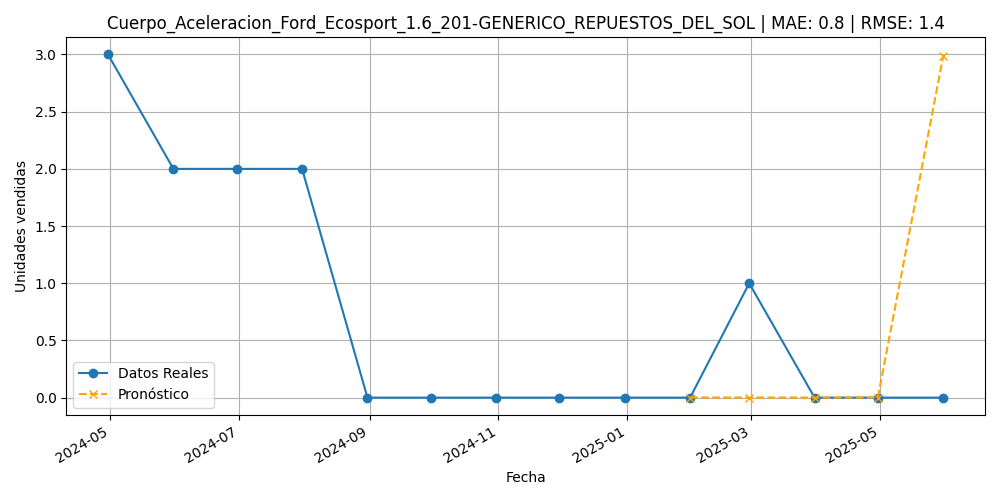 Cuerpo_Aceleracion_Ford_Ecosport_1.6_201-GENERICO_REPUESTOS_DEL_SOL | MAE: 0.8 | RMSE: 1.4
3.0
2.5
2.0
1.5
1.0
0.5
0.0
Unidades vendidas
Datos Reales
Pronóstico
2024-05
2024-07
2024-09
2024-11
2025-01
2025-03
2025-05
Fecha